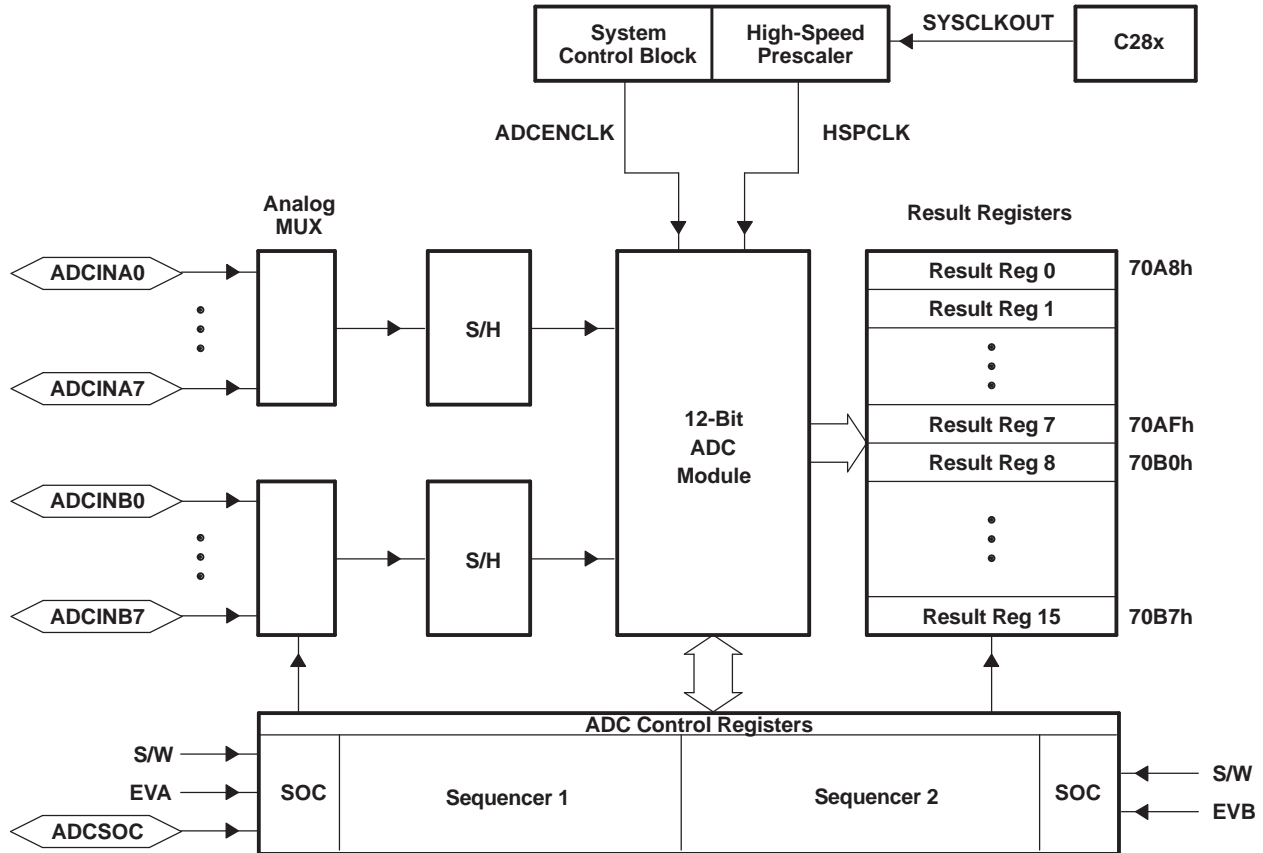 System
Control Block
High-Speed
Prescaler
SYSCLKOUT
C28x
ADCENCLK
HSPCLK
Analog
MUX
Result Registers
ADCINA0
ADCINA7
S/H
12-Bit
ADC
Module
Result Reg 0
70A8h
Result Reg 1
Result Reg 7
70AFh
Result Reg 8
70B0h
Result Reg 15
70B7h
ADCINB0
ADCINB7
S/H
ADC Control Registers
S/W
EVA
ADCSOC
SOC
Sequencer 1
Sequencer 2
SOC
S/W
EVB